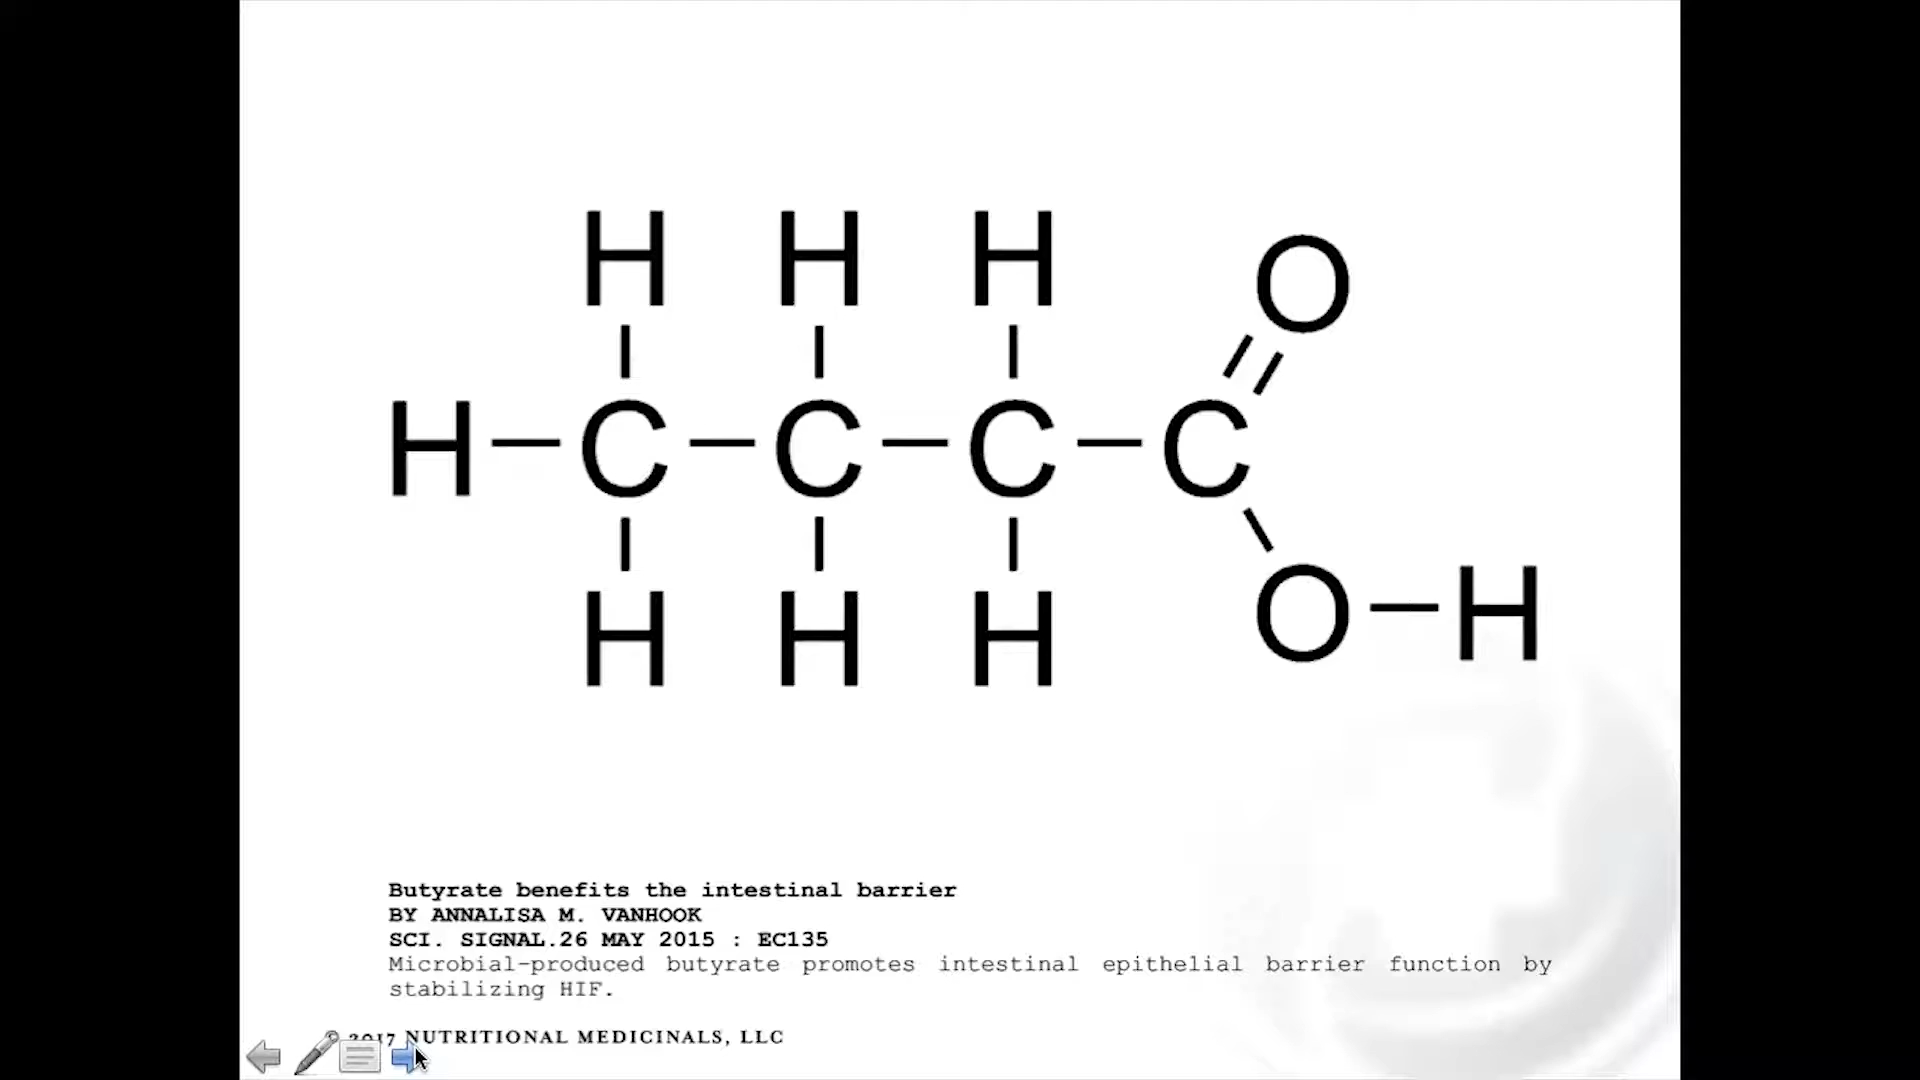 H H H O
H C C C C
H H H O H
Butyrate benefits the intestinal barrier
BY ANNALISA M. VANHOOK
SCI. SIGNAL.26 MAY 2015 : EC135
Microbial-produced butyrate promotes intestinal epithelial barrier function by
stabilizing HIF.
2017 NUTRITIONAL MEDICINALS, LLC